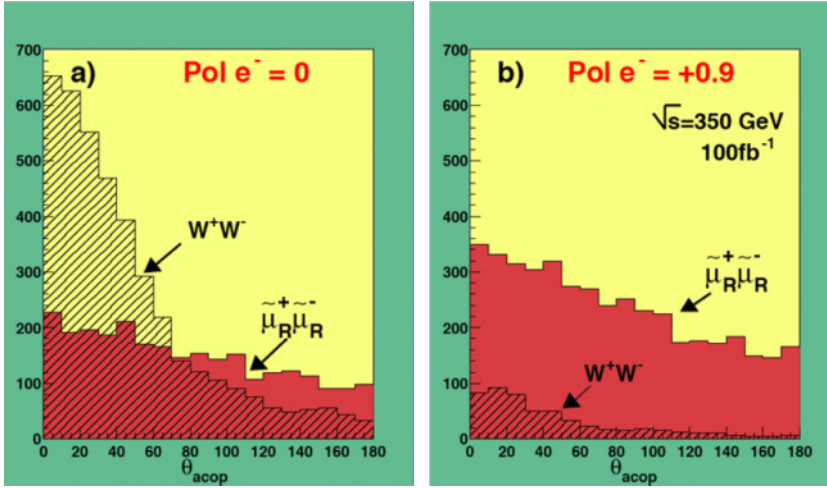 a)
Pol e⁻ = 0
700
600
500
400
300
200
100
0
W⁺W⁻
μ̃⁺_R μ̃⁻_R
0 20 40 60 80 100 120 140 160 180
θ_acop
b)
Pol e⁻ = +0.9
√s=350 GeV
100fb⁻¹
700
600
500
400
300
200
100
0
μ̃⁺_R μ̃⁻_R
W⁺W⁻
0 20 40 60 80 100 120 140 160 180
θ_acop